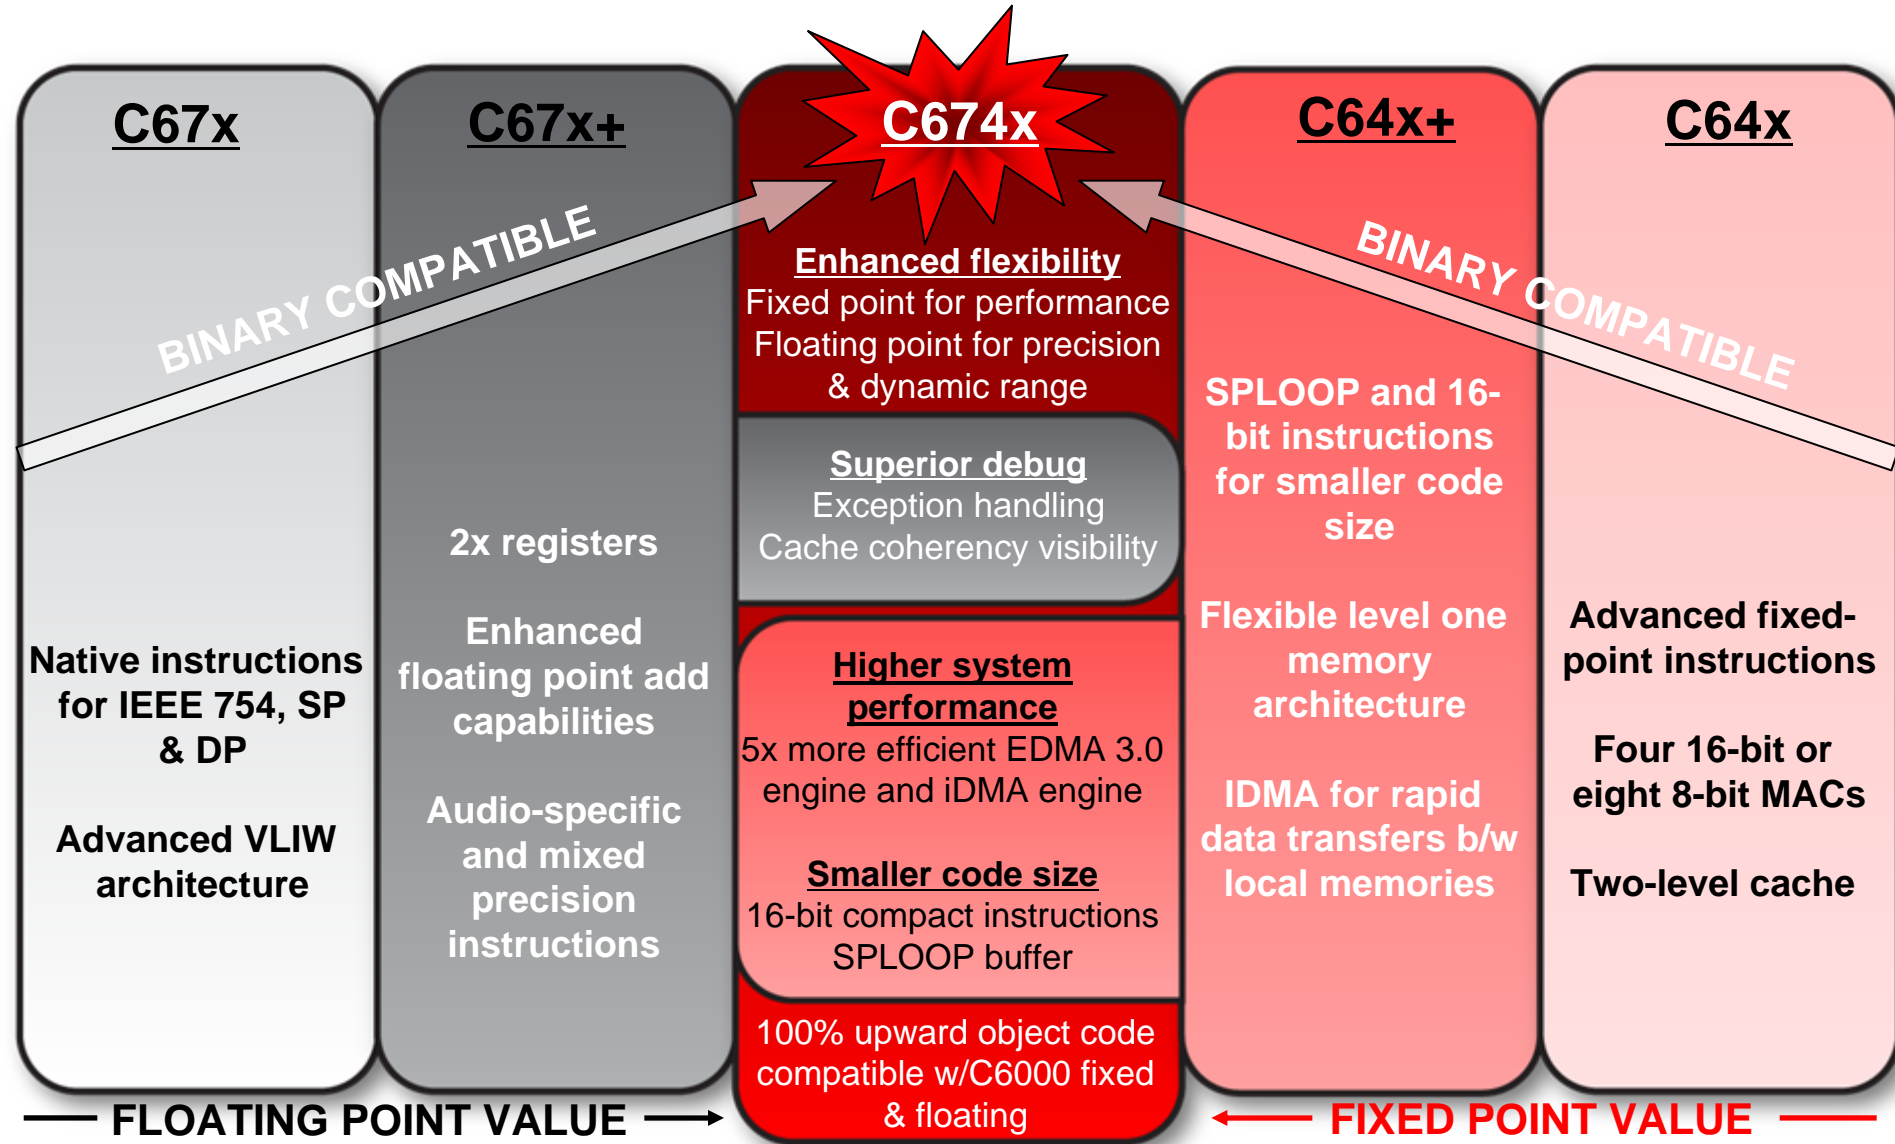 C67x
BINARY COMPATIBLE
Native instructions
for IEEE 754, SP
& DP
Advanced VLIW
architecture
C67x+
2x registers
Enhanced
floating point add
capabilities
Audio-specific
and mixed
precision
instructions
C674x
Enhanced flexibility
Fixed point for performance
Floating point for precision
& dynamic range
Superior debug
Exception handling
Cache coherency visibility
Higher system
performance
5x more efficient EDMA 3.0
engine and iDMA engine
Smaller code size
16-bit compact instructions
SPLOOP buffer
100% upward object code
compatible w/C6000 fixed
& floating
C64x+
BINARY COMPATIBLE
SPLOOP and 16-
bit instructions
for smaller code
size
Flexible level one
memory
architecture
IDMA for rapid
data transfers b/w
local memories
C64x
Advanced fixed-
point instructions
Four 16-bit or
eight 8-bit MACs
Two-level cache
FLOATING POINT VALUE
FIXED POINT VALUE